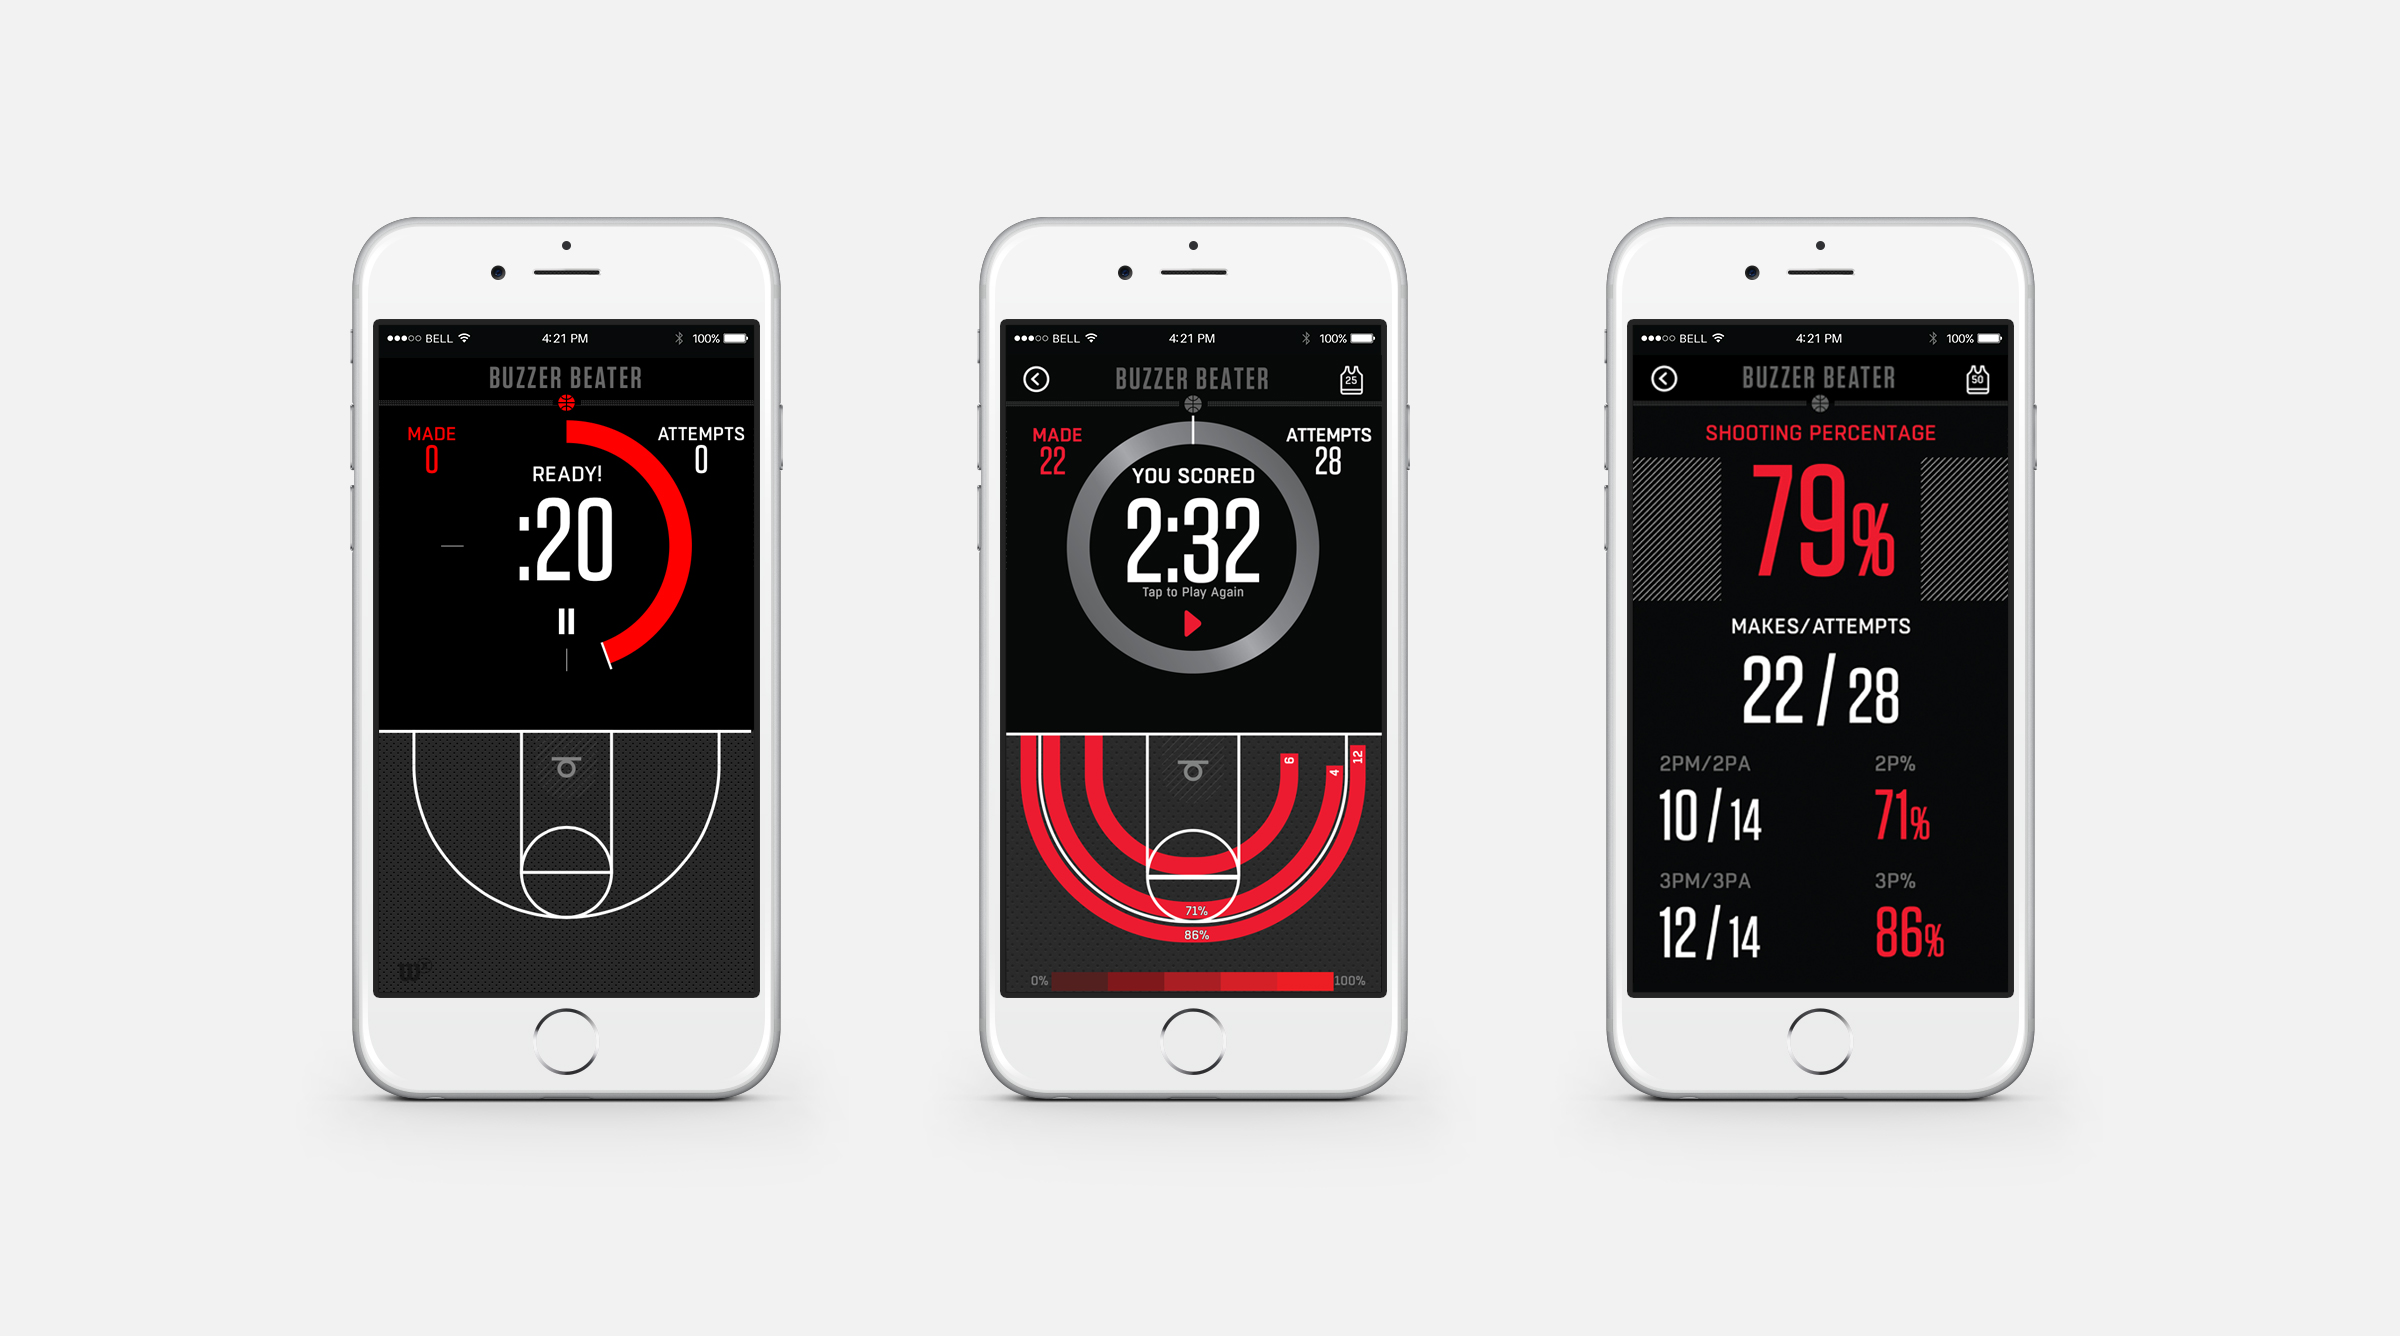 BELL 4:21 PM 100%
BUZZER BEATER
MADE ATTEMPTS
0 0
READY!
:20
BELL 4:21 PM 100%
BUZZER BEATER 25
MADE ATTEMPTS
22 28
YOU SCORED
2:32
Tap to Play Again
6 4 12
71%
86%
0% 100%
BELL 4:21 PM 100%
BUZZER BEATER 50
SHOOTING PERCENTAGE
79%
MAKES/ATTEMPTS
22 / 28
2PM/2PA 2P%
10 / 14 71%
3PM/3PA 3P%
12 / 14 86%